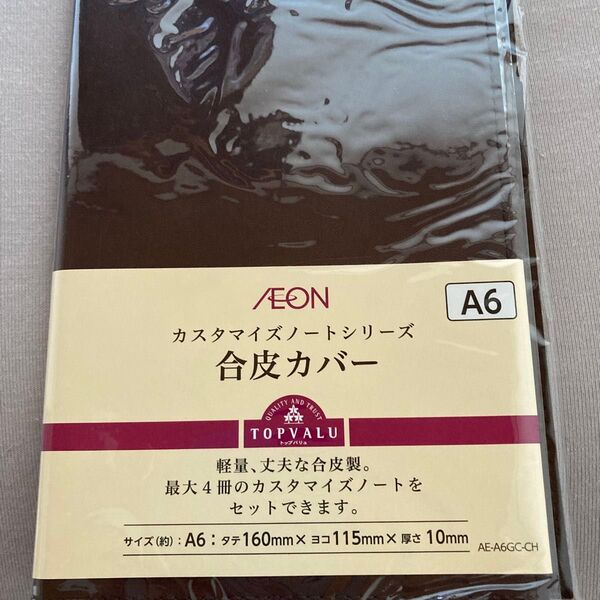 ÆON
A6
カスタマイズノートシリーズ
合皮カバー
QUALITY AND TRUST
TOPVALU
トップバリュ
軽量、丈夫な合皮製。
最大4冊のカスタマイズノートを
セットできます。
サイズ(約):A6:タテ160mm×ヨコ115mm×厚さ10mm
AE-A6GC-CH